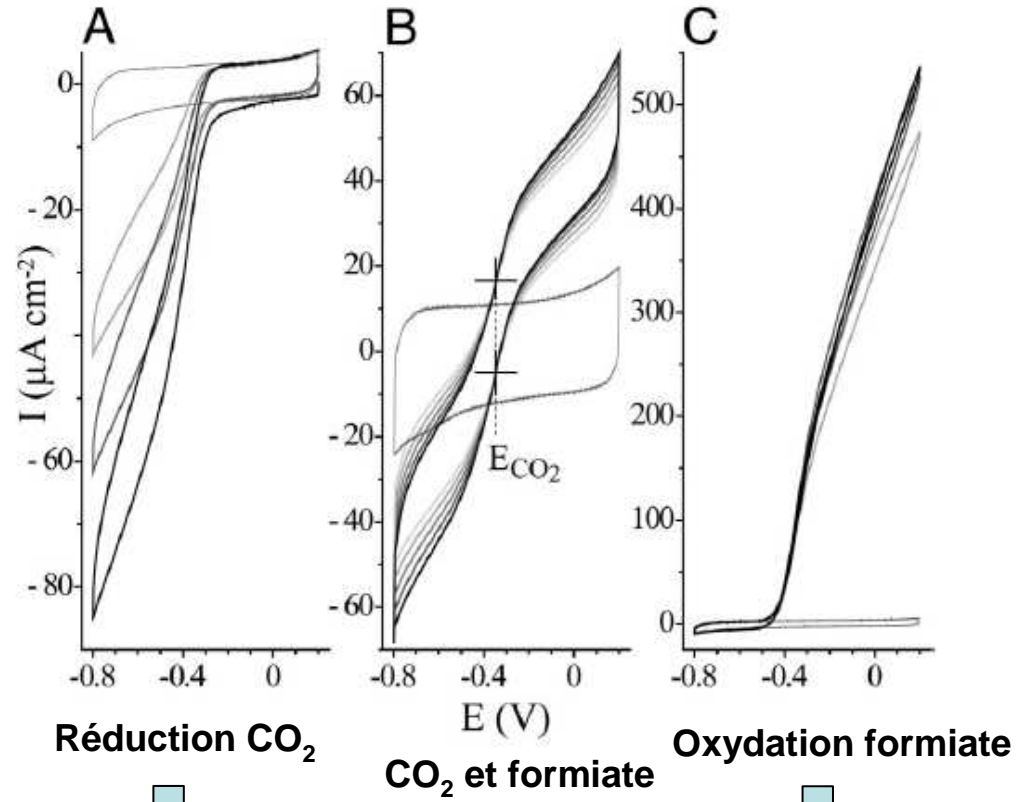 A
B
C
I (μA cm⁻²)
0
- 20
- 60
- 80
-0.8
-0.4
0
60
40
20
0
- 20
- 40
- 60
E_CO₂
-0.8
-0.4
0
500
400
300
200
100
0
-0.8
-0.4
0
E (V)
Réduction CO₂
CO₂ et formiate
Oxydation formiate